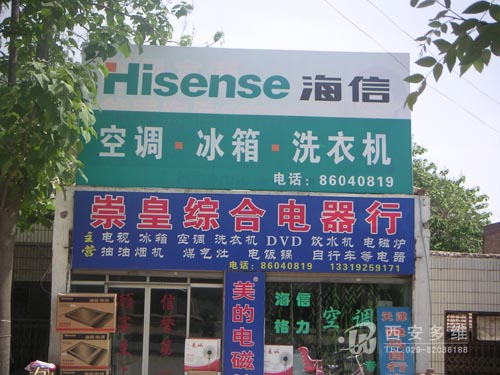 Hisense 海信
空调·冰箱·洗衣机
电话：86040819
崇皇综合电器行
主营
电视 冰箱 空调 洗衣机 DVD 饮水机 电磁炉
抽油烟机 煤气灶 电饭锅 自行车等电器
电话：86040819 13319259171
美的电磁
海信
格力
空调
西安多维
TEL:029-82086188